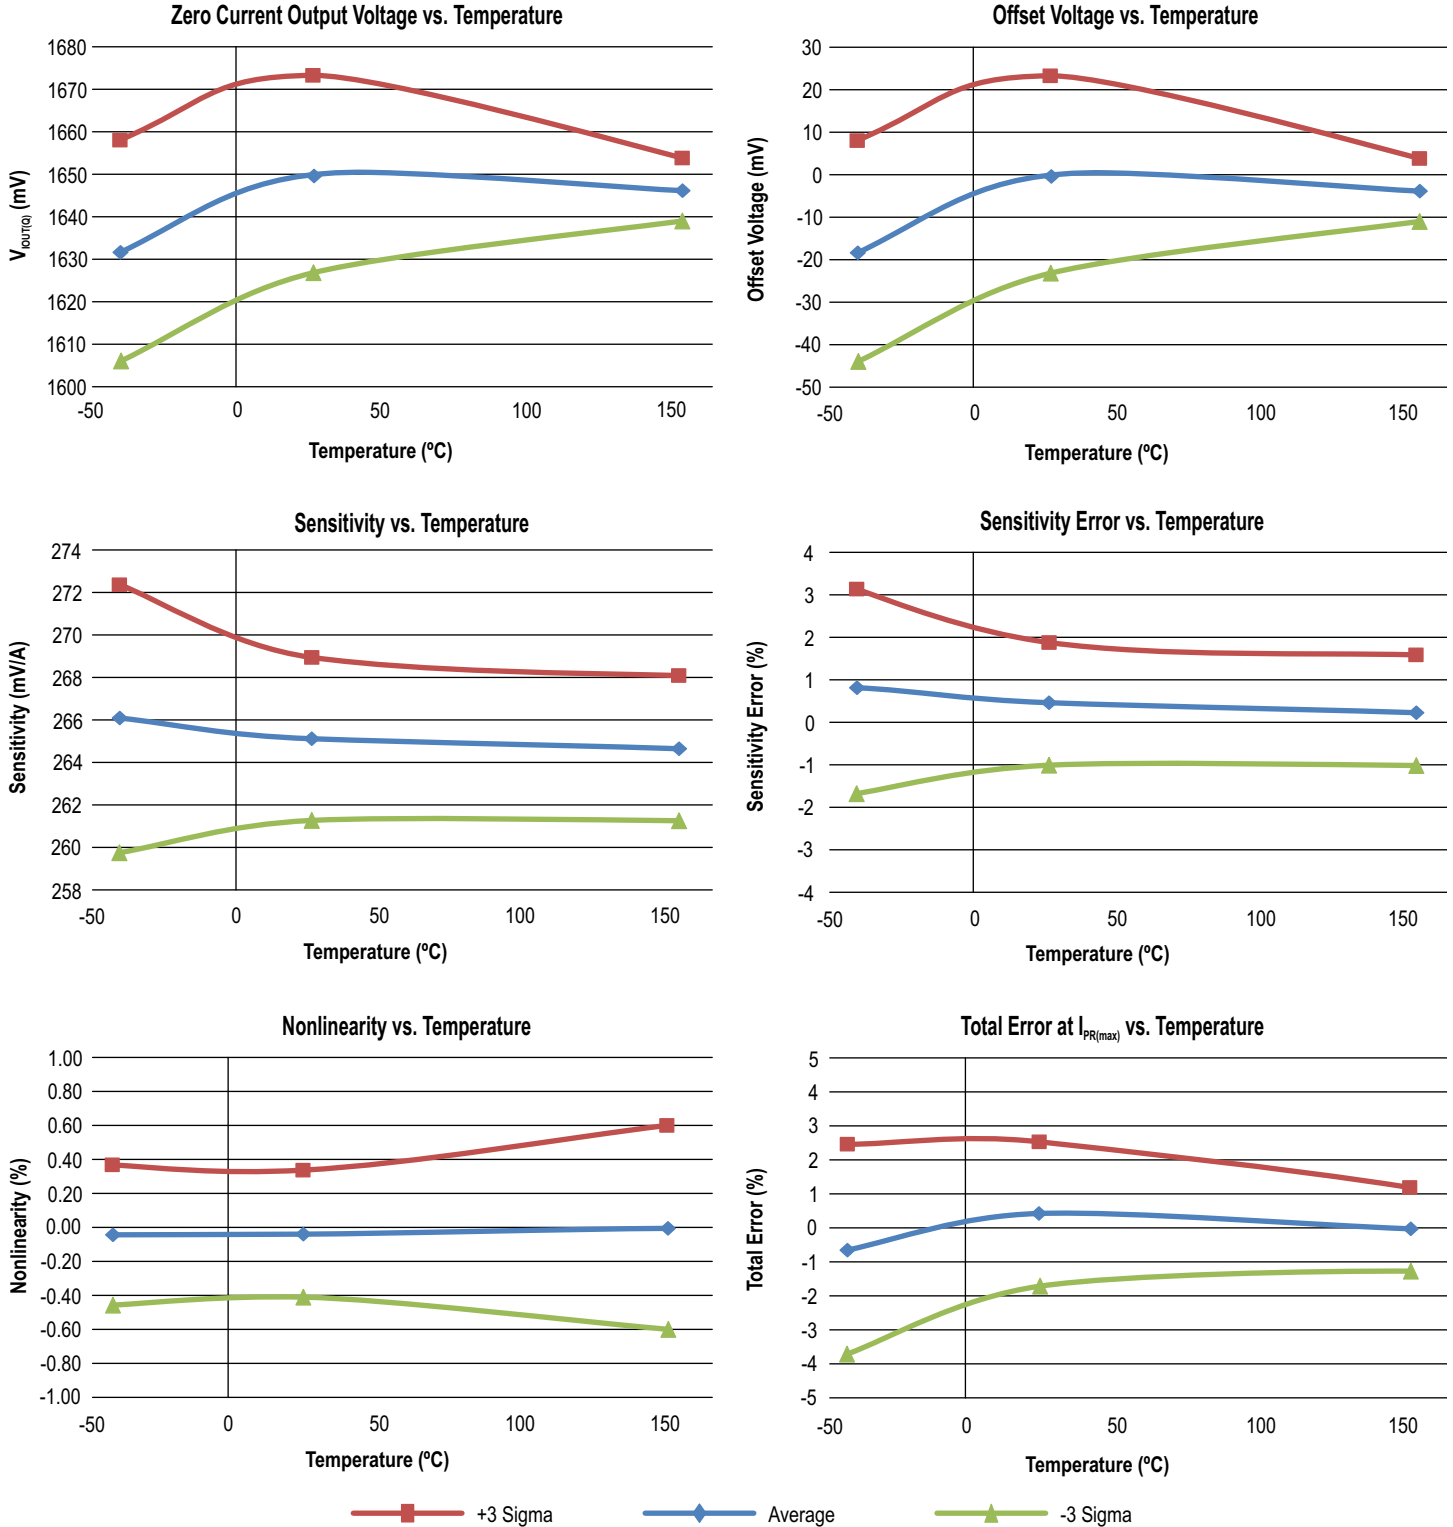 Zero Current Output Voltage vs. Temperature
1680
1670
1660
1650
1640
1630
1620
1610
1600
-50 0 50 100 150
V_IOUT(Q) (mV)
Temperature (ºC)
Offset Voltage vs. Temperature
30
20
10
0
-10
-20
-30
-40
-50
-50 0 50 100 150
Offset Voltage (mV)
Temperature (ºC)
Sensitivity vs. Temperature
274
272
270
268
266
264
262
260
258
-50 0 50 100 150
Sensitivity (mV/A)
Temperature (ºC)
Sensitivity Error vs. Temperature
4
3
2
1
0
-1
-2
-3
-4
-50 0 50 100 150
Sensitivity Error (%)
Temperature (ºC)
Nonlinearity vs. Temperature
1.00
0.80
0.60
0.40
0.20
0.00
-0.20
-0.40
-0.60
-0.80
-1.00
-50 0 50 100 150
Nonlinearity (%)
Temperature (ºC)
Total Error at I_PR(max) vs. Temperature
5
4
3
2
1
0
-1
-2
-3
-4
-5
-50 0 50 100 150
Total Error (%)
Temperature (ºC)
+3 Sigma Average -3 Sigma